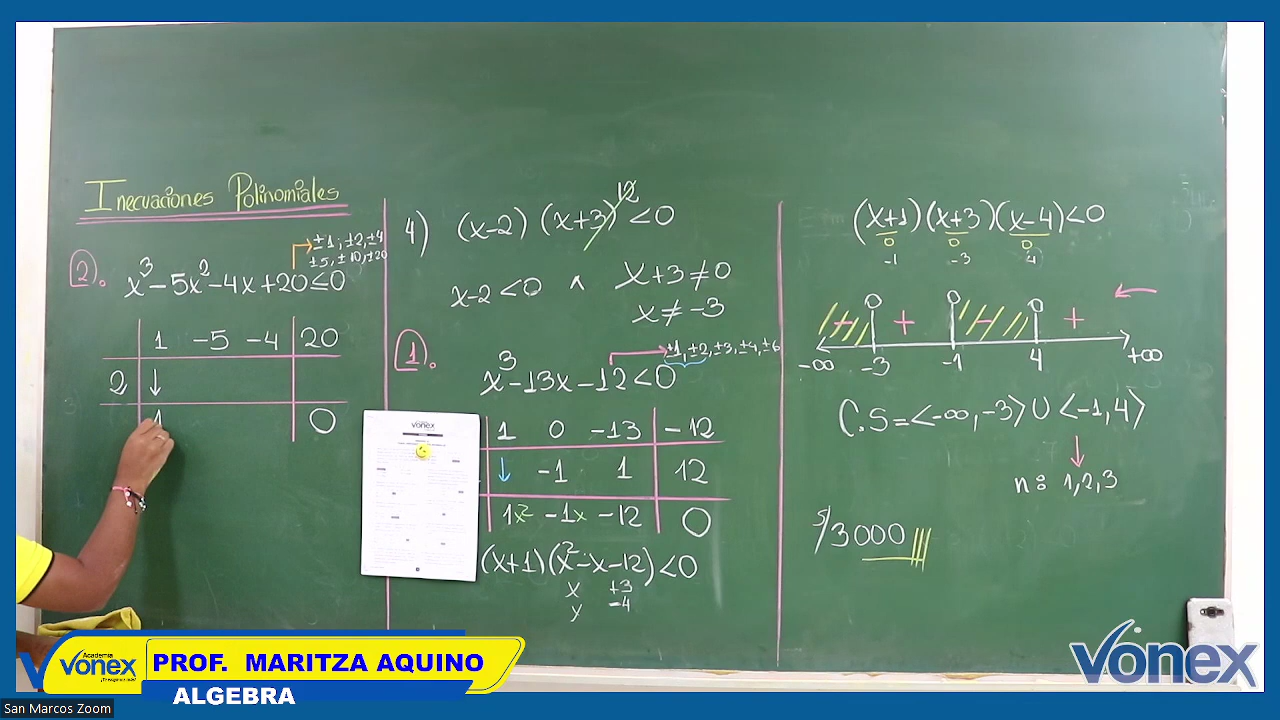 Inecuaciones Polinomiales
±1; ±2, ±4
±5, ±10, ±20
2). x³-5x²-4x+20≤0
1 -5 -4 20
2 ↓
1 0
4) (x-2) (x+3)¹² <0
x-2<0 ∧ x+3≠0
x≠-3
1). ±1, ±2, ±3, ±4, ±6
x³-13x-12<0
1 0 -13 -12
↓ -1 1 12
1x² -1x -12 0
(x+1)(x²-x-12)<0
x +3
y -4
vonex
(x+1)(x+3)(x-4)<0
0 0 0
-1 -3 4
- + - +
-∞ -3 -1 4 +∞
C.S=<-∞,-3> U <-1,4>
n: 1,2,3
S/3000
Academia
Vonex
PROF. MARITZA AQUINO
ALGEBRA
vonex
San Marcos Zoom